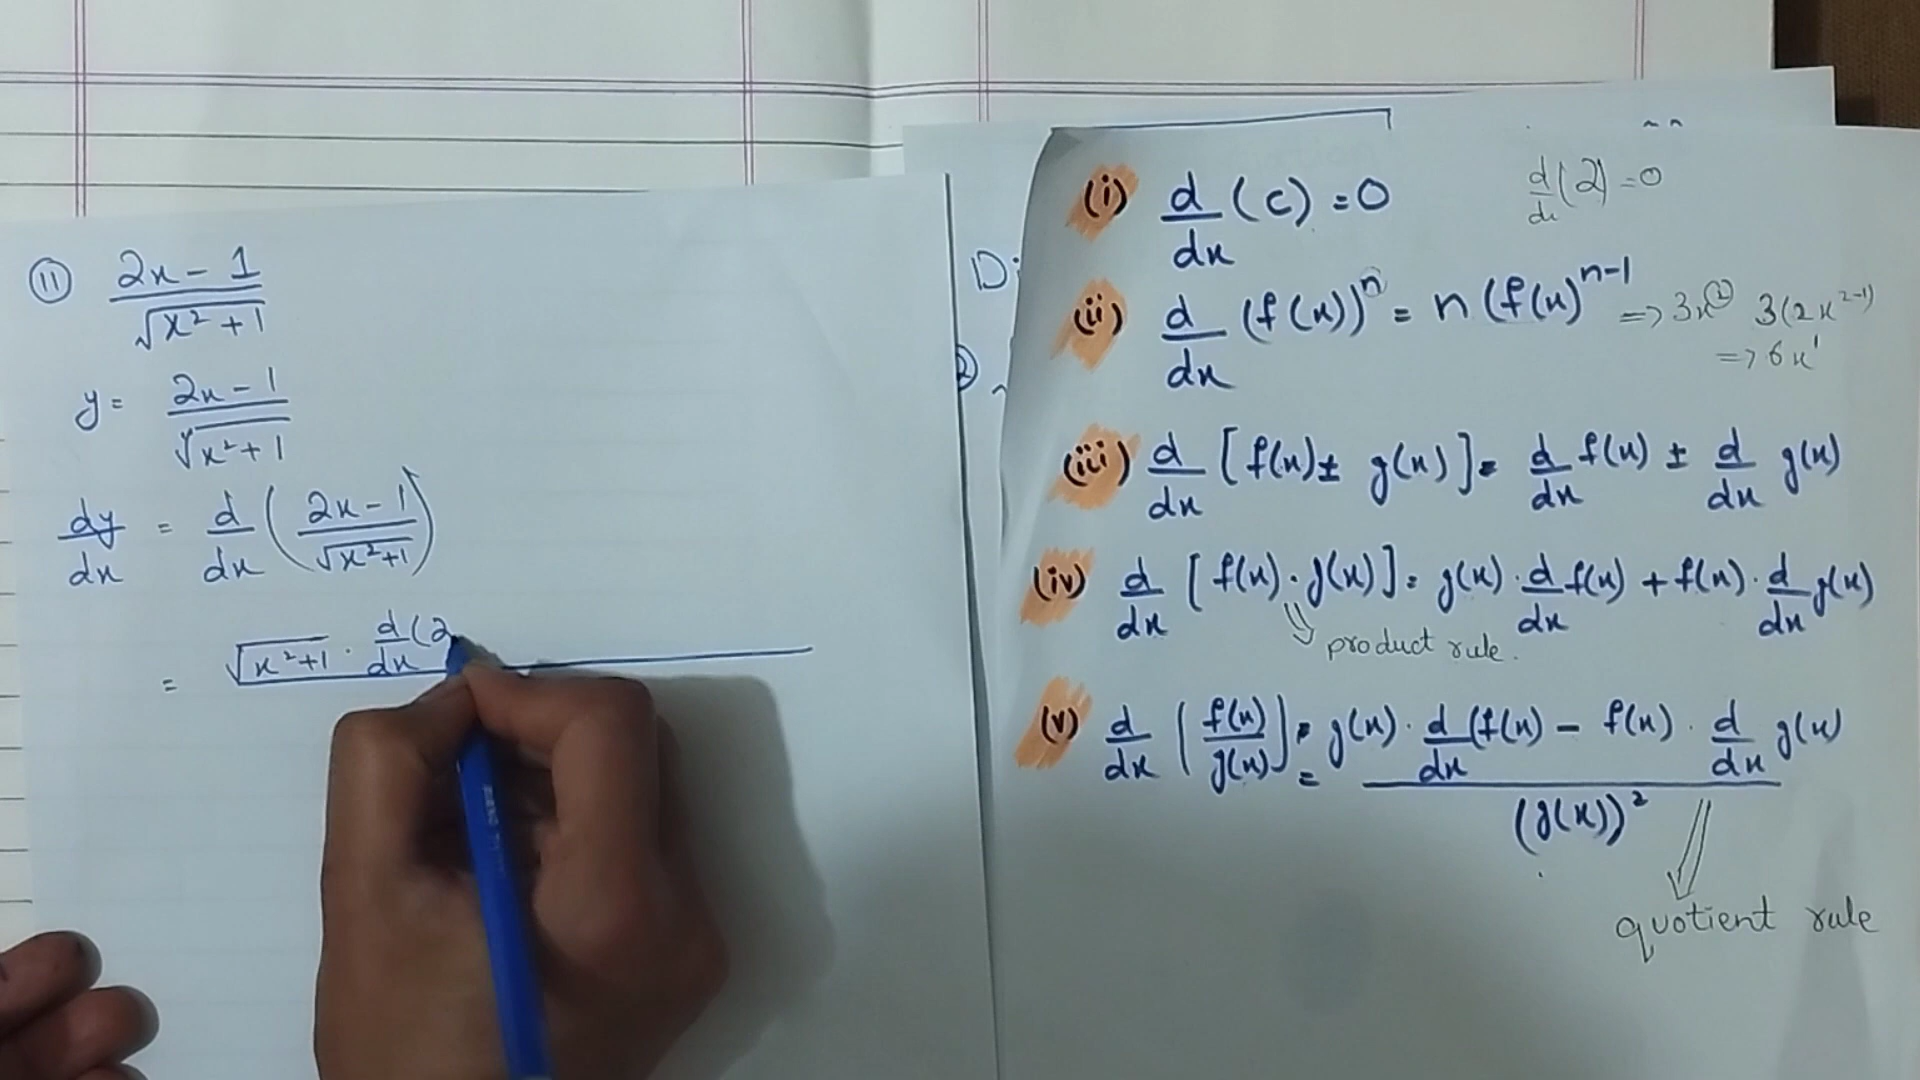 ⑪ 2x - 1
√x² + 1
y = 2x - 1
√x² + 1
dy/dx = d/dx (2x - 1 / √x²+1)
= √x²+1 · d/dx (2
Di
(i) d/dx (c) = 0
d/dx (2) = 0
(ii) d/dx (f(x))ⁿ = n (f(x)ⁿ⁻¹ => 3x² 3(2x²⁻¹)
=> 6x¹
(iii) d/dx [f(x) ± g(x)] = d/dx f(x) ± d/dx g(x)
(iv) d/dx [f(x) · g(x)] = g(x) · d/dx f(x) + f(x) · d/dx g(x)
product rule.
(v) d/dx (f(x)/g(x)) = g(x) · d/dx (f(x) - f(x) · d/dx g(x)
(g(x))²
quotient rule